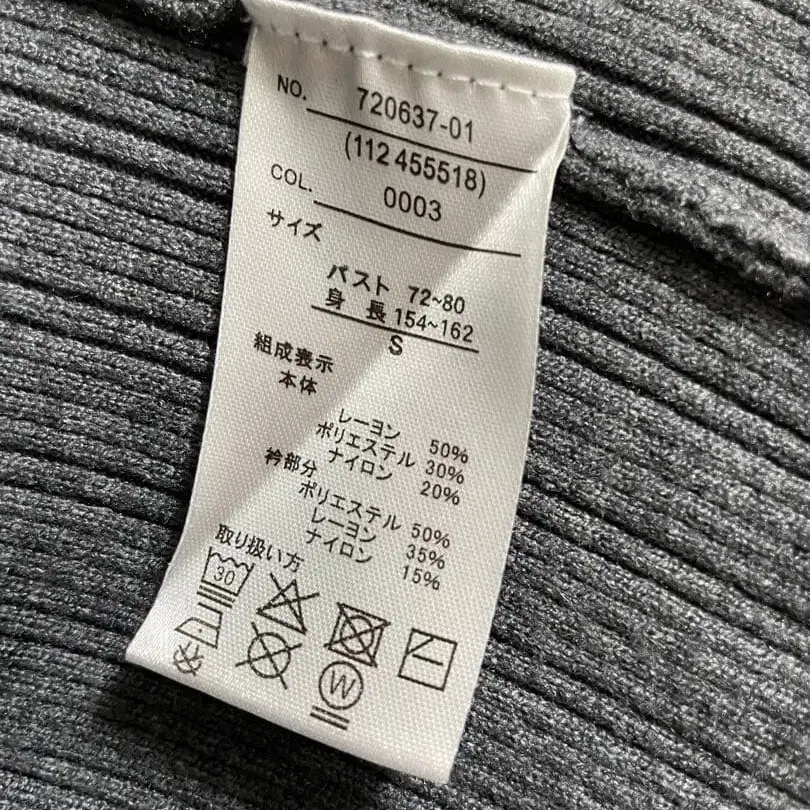 NO. 720637-01
(112 455518)
COL. 0003
サイズ
バスト 72~80
身 長 154~162
S
組成表示
本体
レーヨン 50%
ポリエステル 30%
ナイロン 20%
衿部分
ポリエステル 50%
レーヨン 35%
ナイロン 15%
取り扱い方
30
W